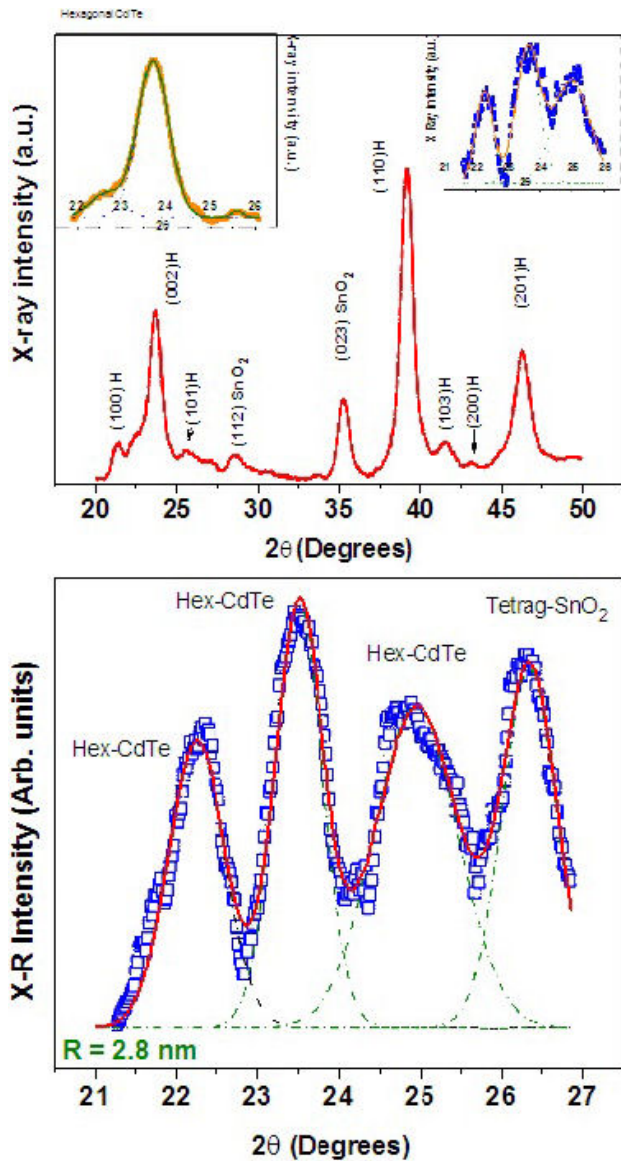 Hexagonal CdTe
X-ray intensity (a.u.)
X-ray intensity (a.u.)
22 23 24 25 26
26
X Ray intensity (a.u.)
21 22 23 24 25 26
(100) H
(002)H
(101)H
(112) SnO₂
(023) SnO₂
(110)H
(103)H
(200)H
(201)H
20 25 30 35 40 45 50
2θ (Degrees)
Hex-CdTe
Hex-CdTe
Hex-CdTe
Tetrag-SnO₂
X-R Intensity (Arb. units)
R = 2.8 nm
21 22 23 24 25 26 27
2θ (Degrees)